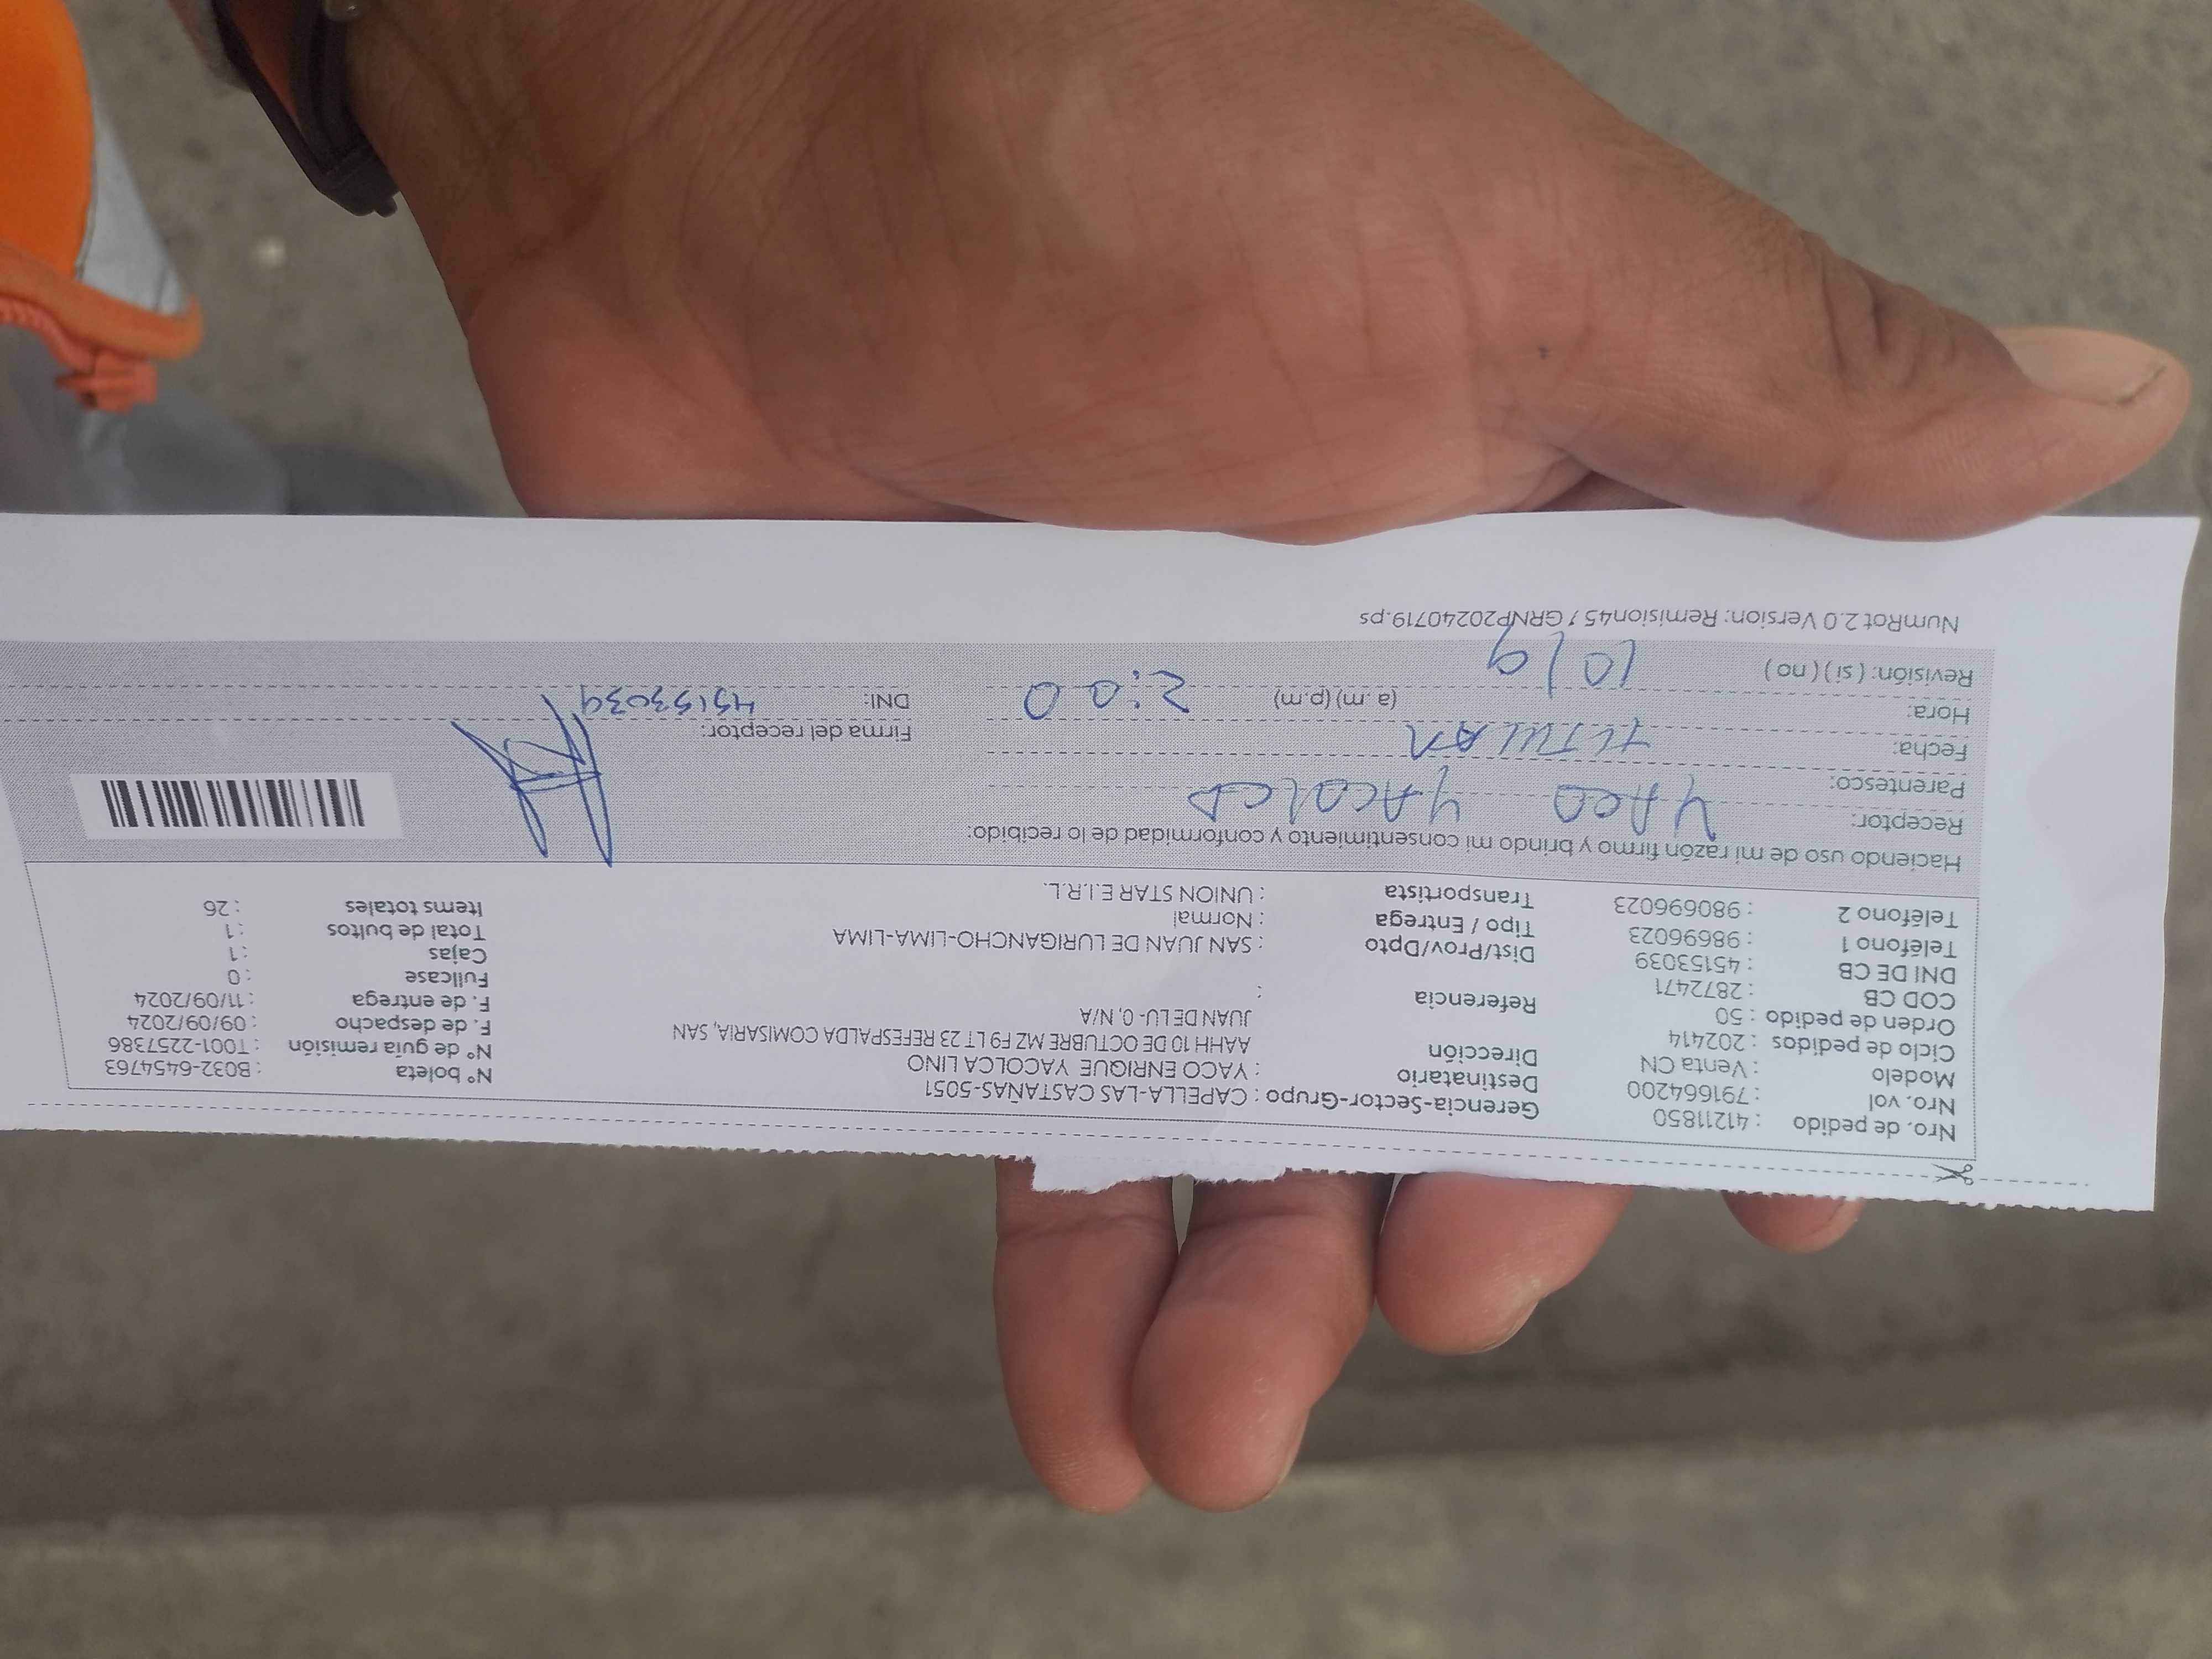 Nro. de pedido : 41211850
Nro. vol : 791664200
Modelo : Venta CN
Ciclo de pedidos : 202414
Orden de pedido : 50
COD CB : 2872471
DNI DE CB : 45153039
Teléfono 1 : 986696023
Teléfono 2 : 980696023
Gerencia-Sector-Grupo : CAPELLA-LAS CASTAÑAS-5051
Destinatario : YACO ENRIQUE YACOLCA LINO
Dirección AAHH 10 DE OCTUBRE MZ F9 LT 23 REFESPALDA COMISARIA, SAN
JUAN DE LU- 0, N/A
Referencia :
Dist/Prov/Dpto : SAN JUAN DE LURIGANCHO-LIMA-LIMA
Tipo / Entrega : Normal
Transportista : UNION STAR E.I.R.L.
N° boleta : B032-6454763
N° de guía remisión : T001-2257386
F. de despacho : 09/09/2024
F. de entrega : 11/09/2024
Fullcase : 0
Cajas : 1
Total de bultos : 1
Items totales : 26
Haciendo uso de mi razón firmo y brindo mi consentimiento y conformidad de lo recibido:
Receptor: YACO YACOLCA
Parentesco: TITULAR
Fecha: 10/9
Hora: 2:00 (a.m) (p.m)
Revisión: ( si ) ( no )
Firma del receptor:
DNI: 45153039
NumRot 2.0 Version: Remision45 / GRNP20240719.ps